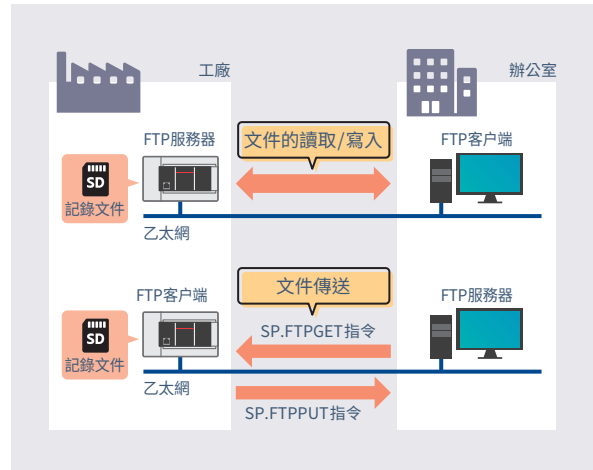 工廠
辦公室
FTP服務器
文件的讀取/寫入
FTP客户端
SD
記錄文件
乙太網
FTP客户端
文件傳送
FTP服務器
SP.FTPGET指令
SD
記錄文件
乙太網
SP.FTPPUT指令